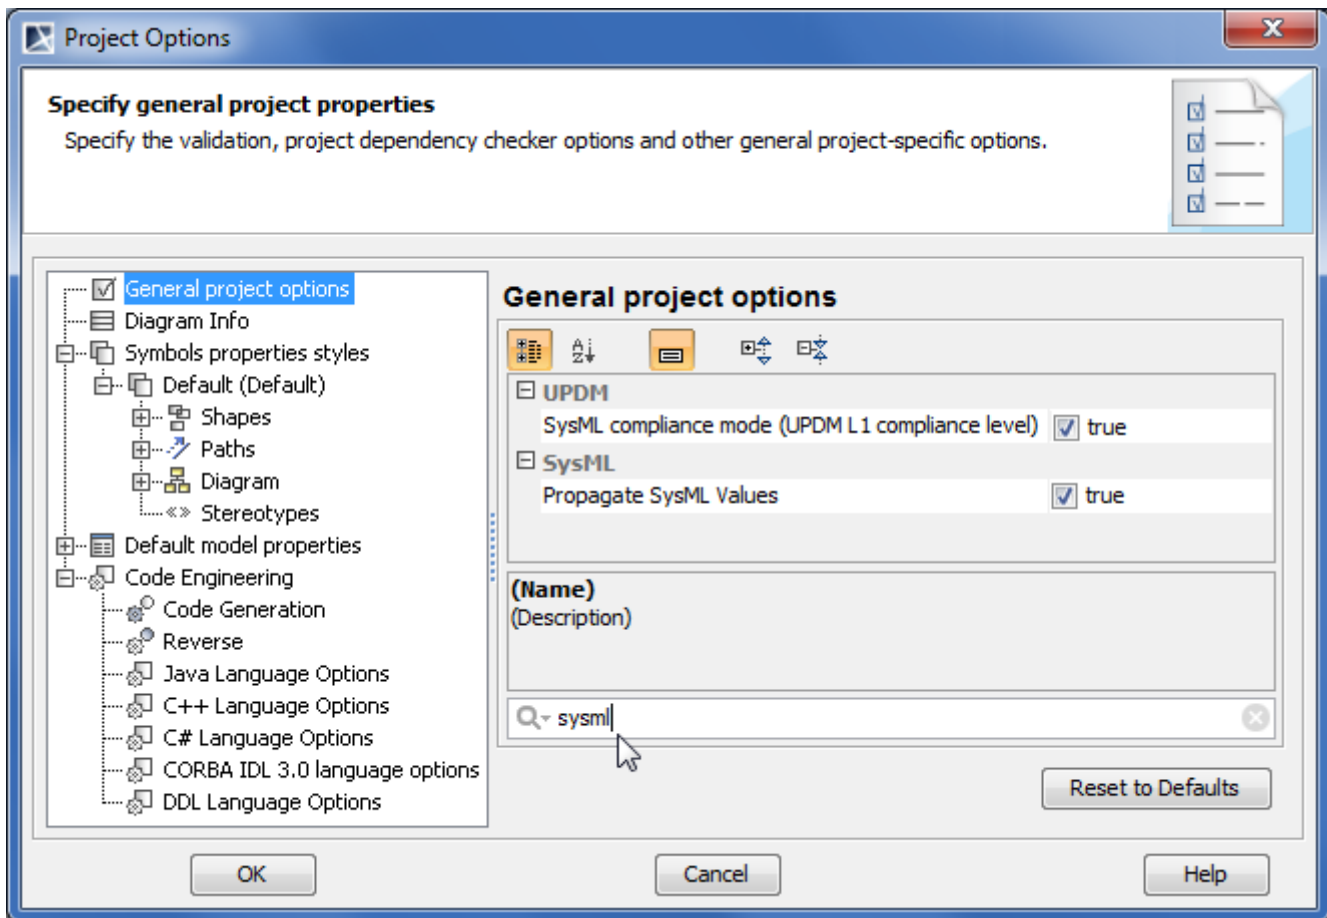 Project Options
Specify general project properties
Specify the validation, project dependency checker options and other general project-specific options.
General project options
Diagram Info
Symbols properties styles
Default (Default)
Shapes
Paths
Diagram
«» Stereotypes
Default model properties
Code Engineering
Code Generation
Reverse
Java Language Options
C++ Language Options
C# Language Options
CORBA IDL 3.0 language options
DDL Language Options
General project options
UPDM
SysML compliance mode (UPDM L1 compliance level) true
SysML
Propagate SysML Values true
(Name)
(Description)
sysml
Reset to Defaults
OK
Cancel
Help